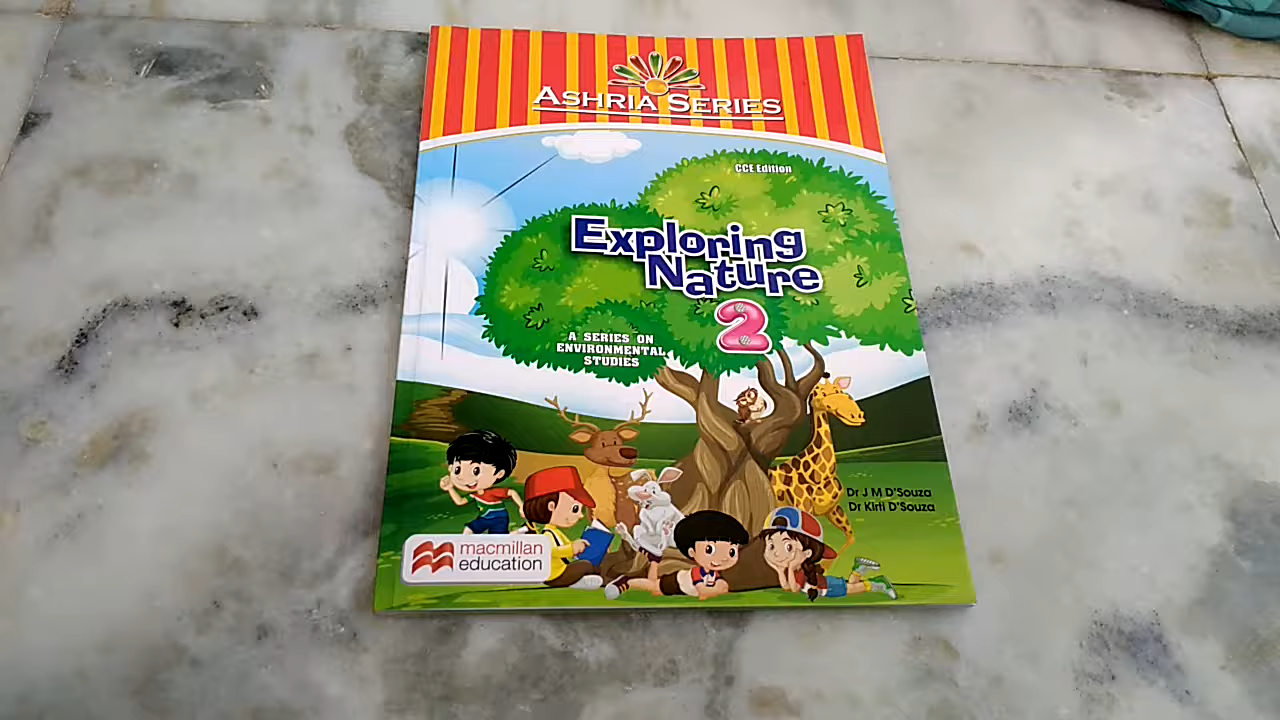 ASHRIA SERIES
CCE Edition
Exploring
Nature
2
A SERIES ON
ENVIRONMENTAL
STUDIES
Dr J M D'Souza
Dr Kirti D'Souza
macmillan
education